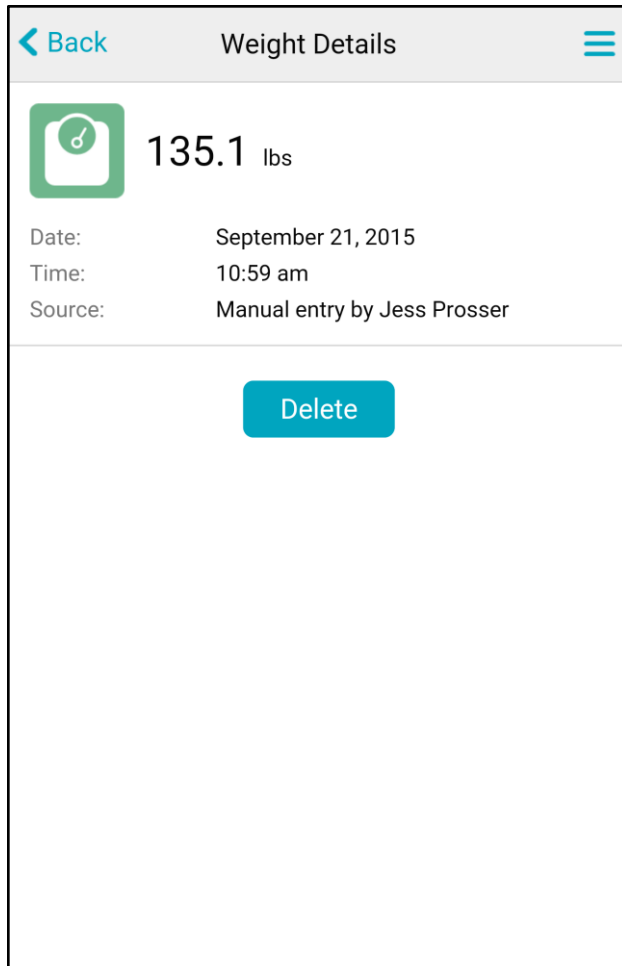 Back Weight Details
135.1 lbs
Date: September 21, 2015
Time: 10:59 am
Source: Manual entry by Jess Prosser
Delete